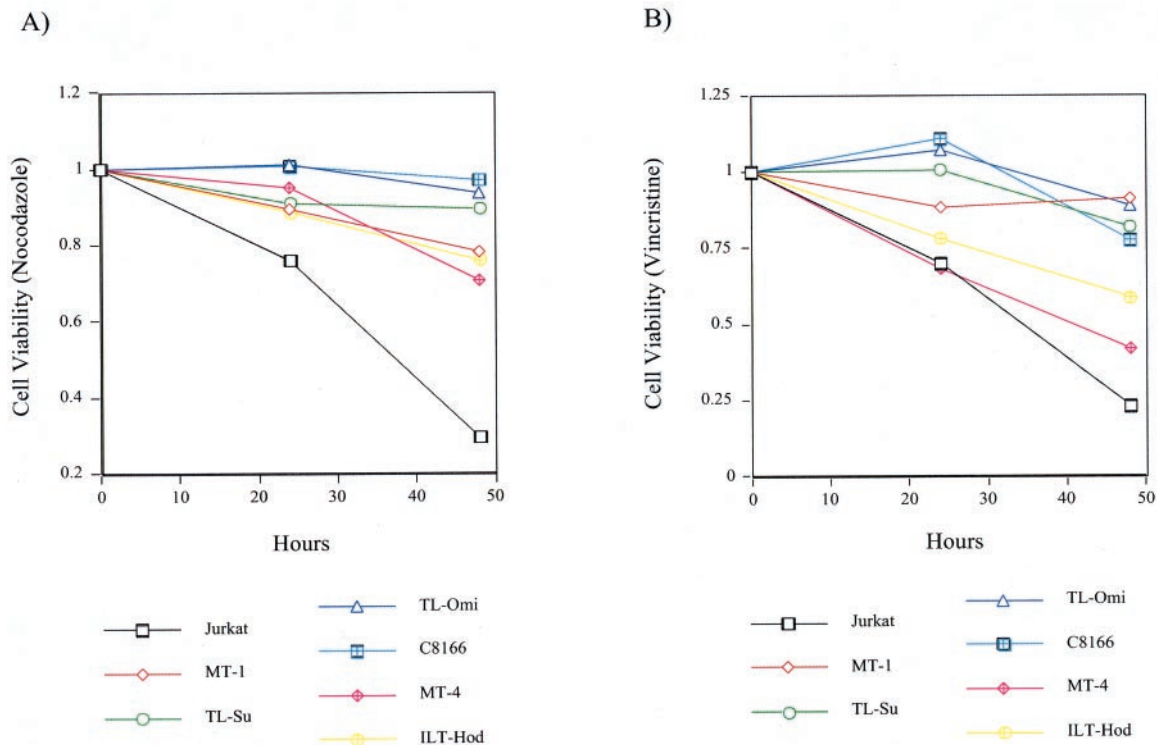 A)
1.2
1
0.8
0.6
0.4
0.2
Cell Viability (Nocodazole)
0 10 20 30 40 50
Hours
Jurkat
MT-1
TL-Su
TL-Omi
C8166
MT-4
ILT-Hod
B)
1.25
1
0.75
0.5
0.25
0
Cell Viability (Vincristine)
0 10 20 30 40 50
Hours
Jurkat
MT-1
TL-Su
TL-Omi
C8166
MT-4
ILT-Hod